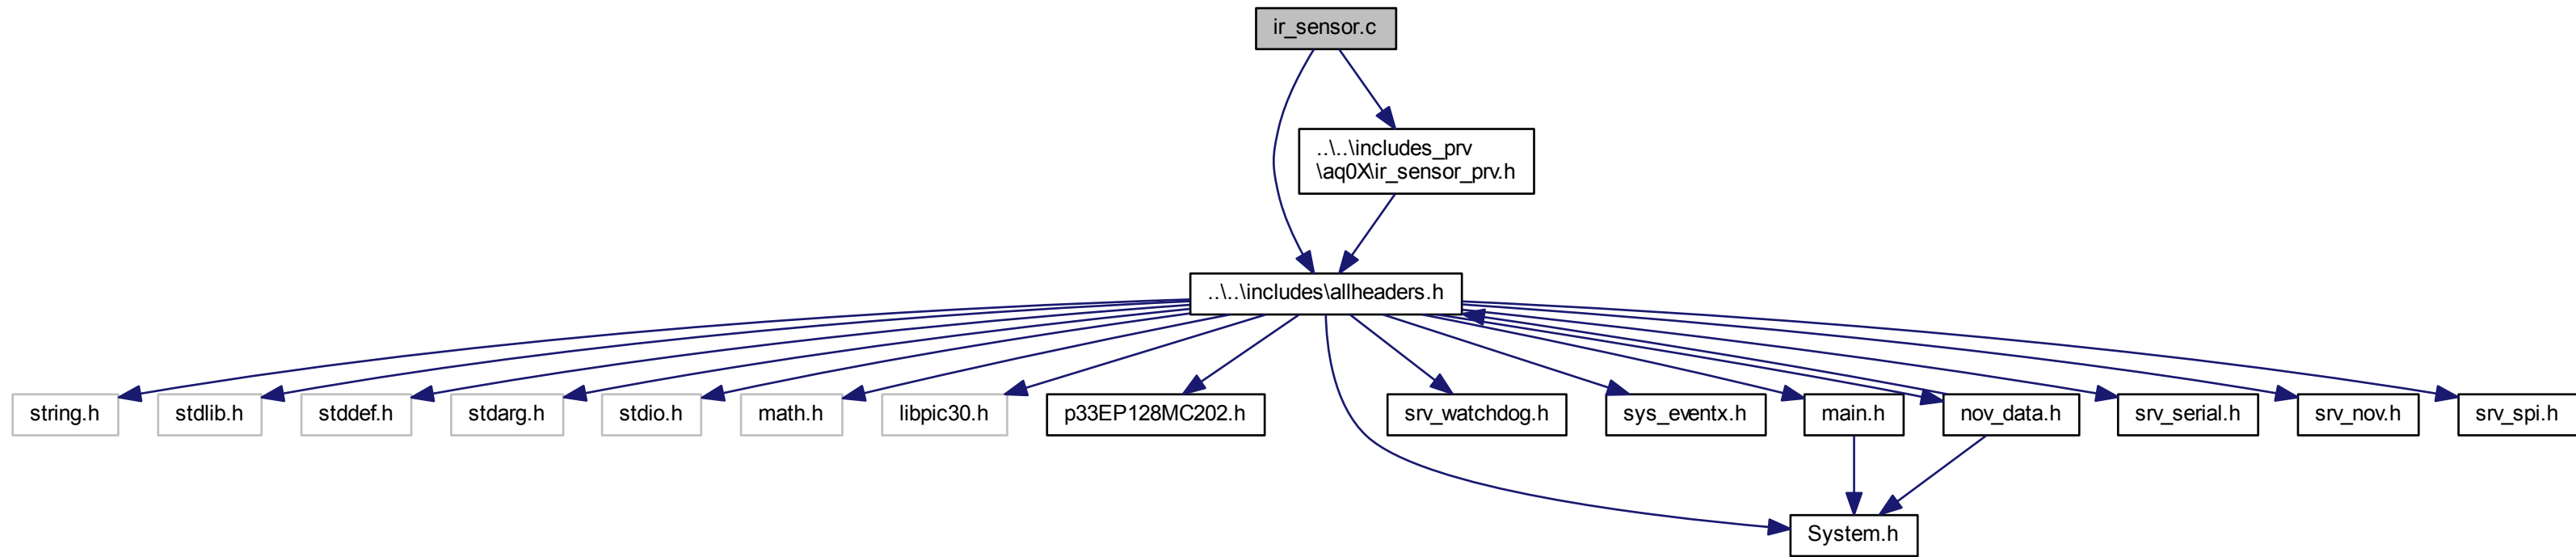 ir_sensor.c
..\..\includes_prv
\aq0X\ir_sensor_prv.h
..\..\includes\allheaders.h
string.h
stdlib.h
stddef.h
stdarg.h
stdio.h
math.h
libpic30.h
p33EP128MC202.h
srv_watchdog.h
sys_eventx.h
main.h
nov_data.h
srv_serial.h
srv_nov.h
srv_spi.h
System.h